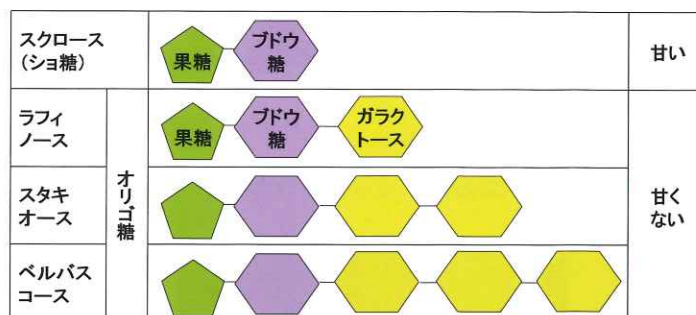 スクロース
(ショ糖)
果糖
ブドウ
糖
甘い
ラフィ
ノース
オリゴ糖
果糖
ブドウ
糖
ガラク
トース
甘く
ない
スタキ
オース
ベルバス
コース